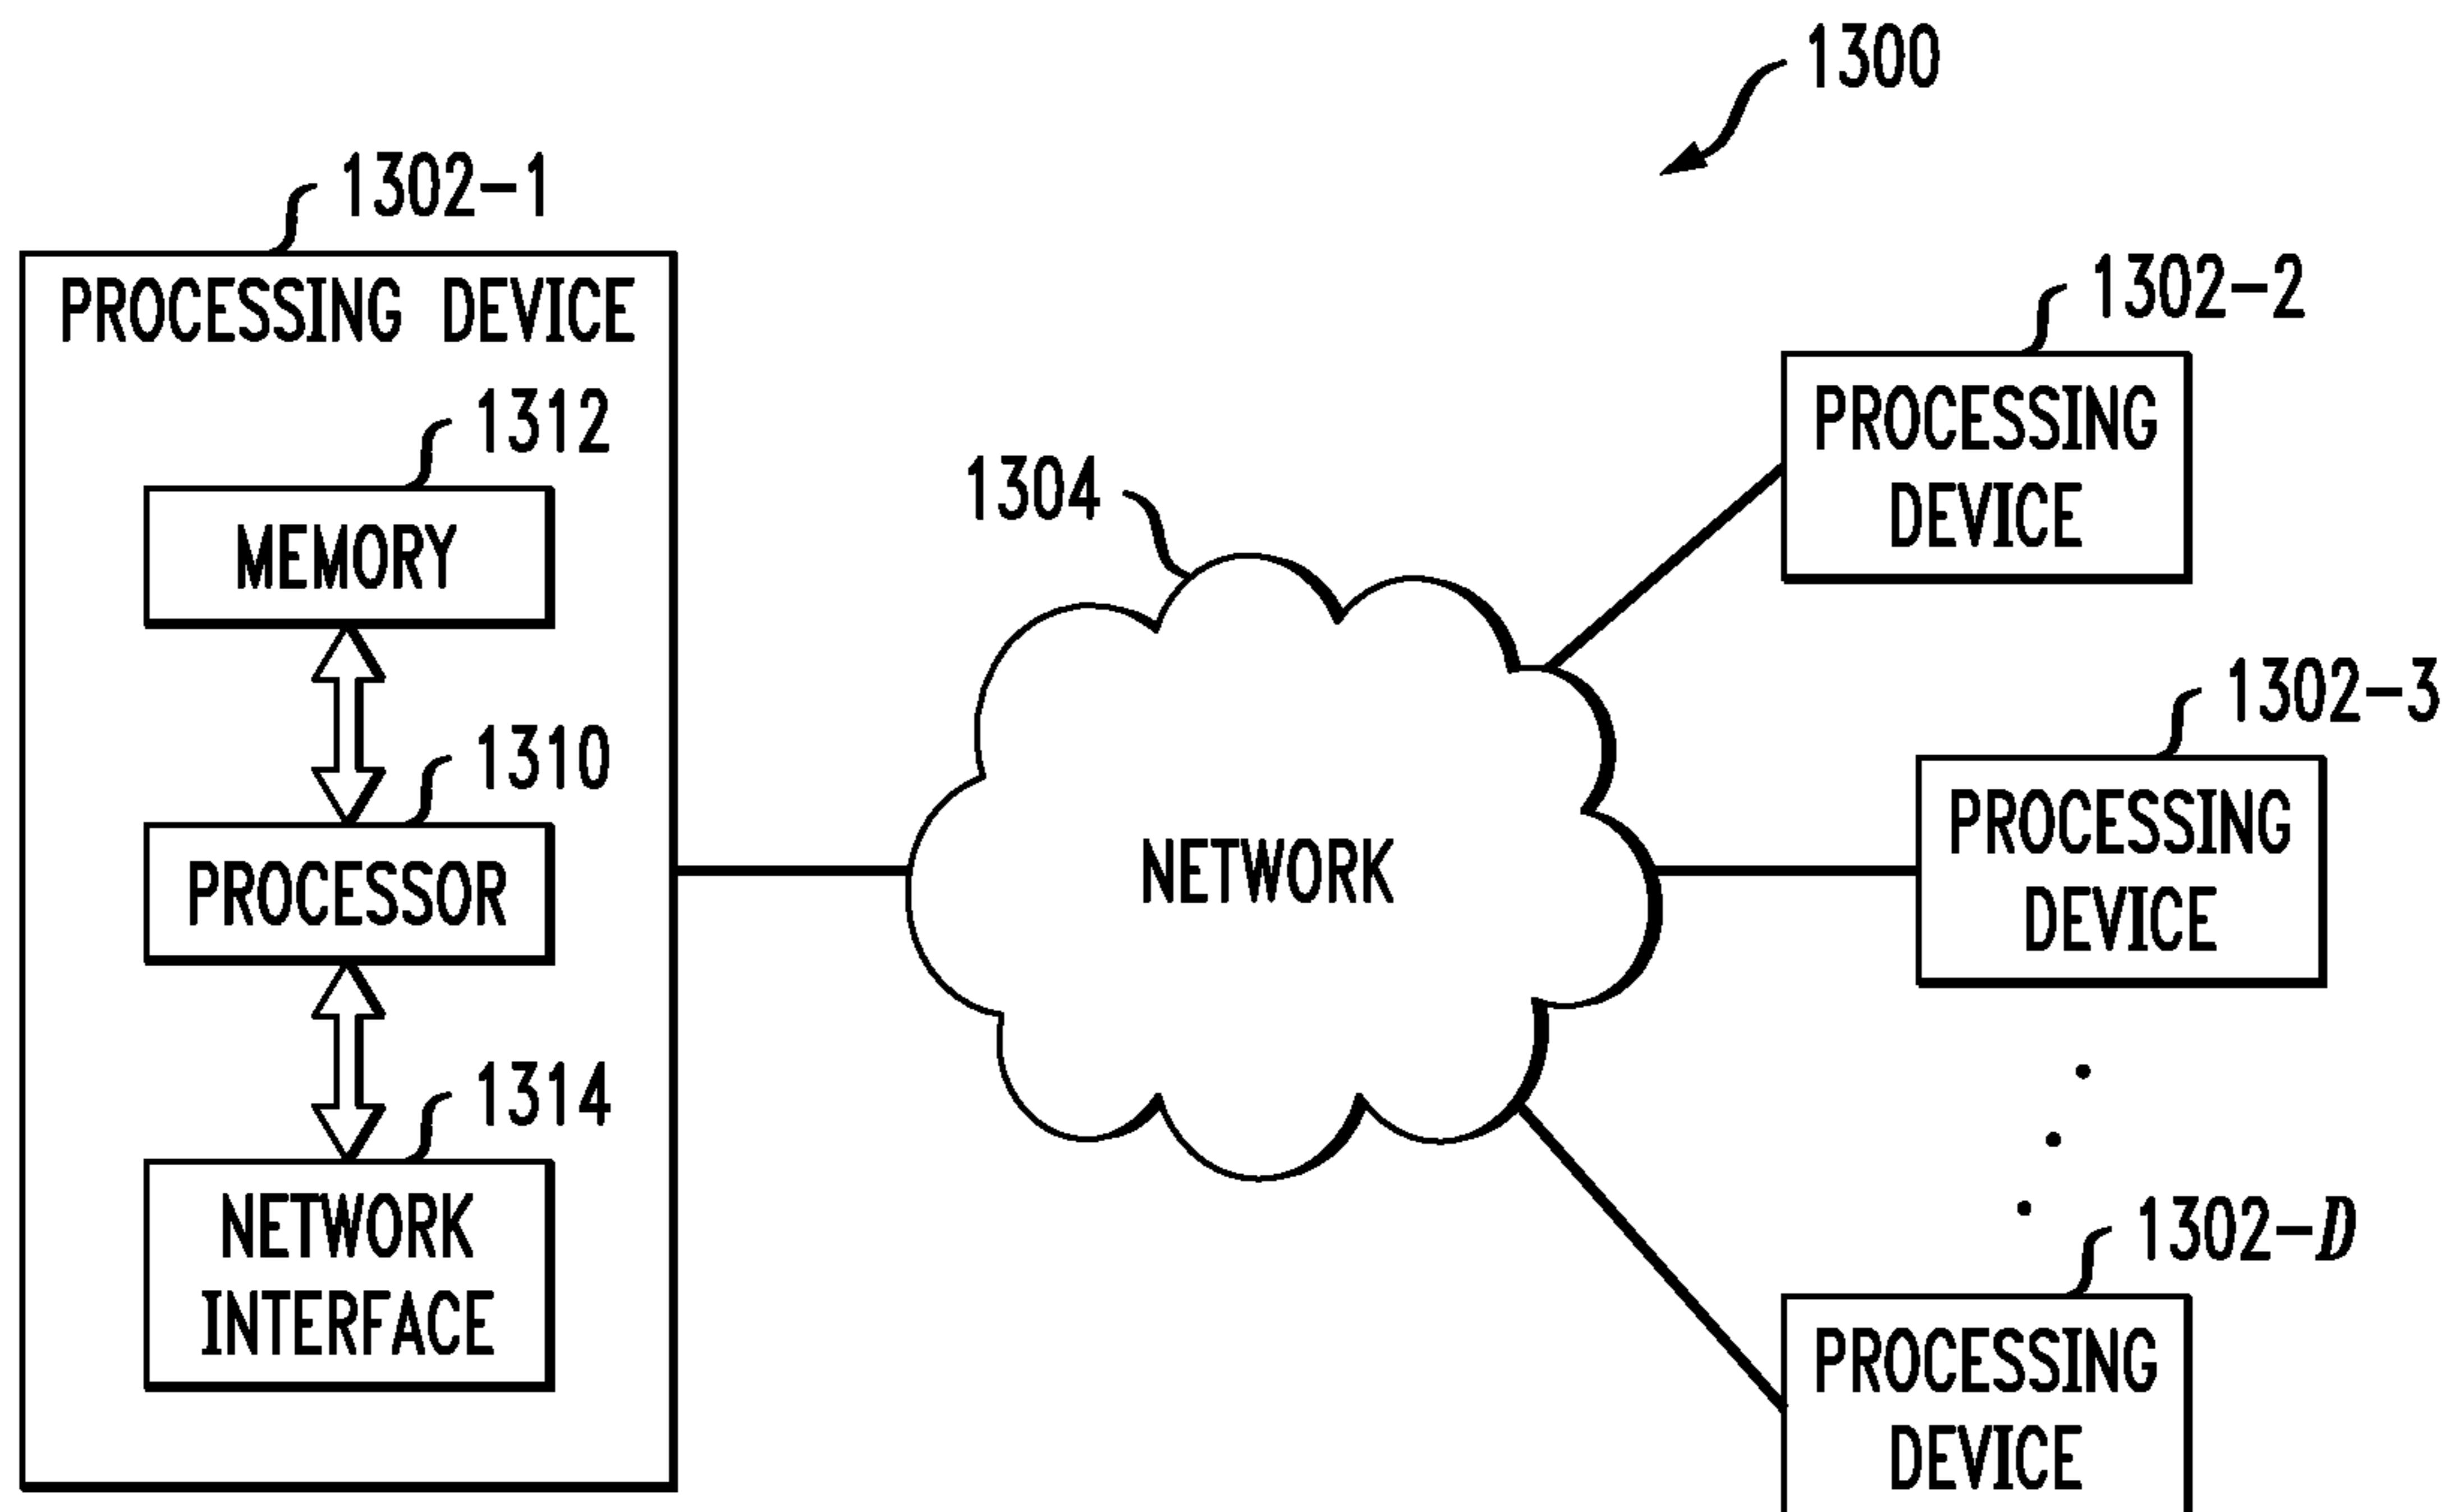 1300
1302-1
PROCESSING DEVICE
1312
MEMORY
1310
PROCESSOR
1314
NETWORK
INTERFACE
1304
NETWORK
1302-2
PROCESSING
DEVICE
1302-3
PROCESSING
DEVICE
1302-D
PROCESSING
DEVICE